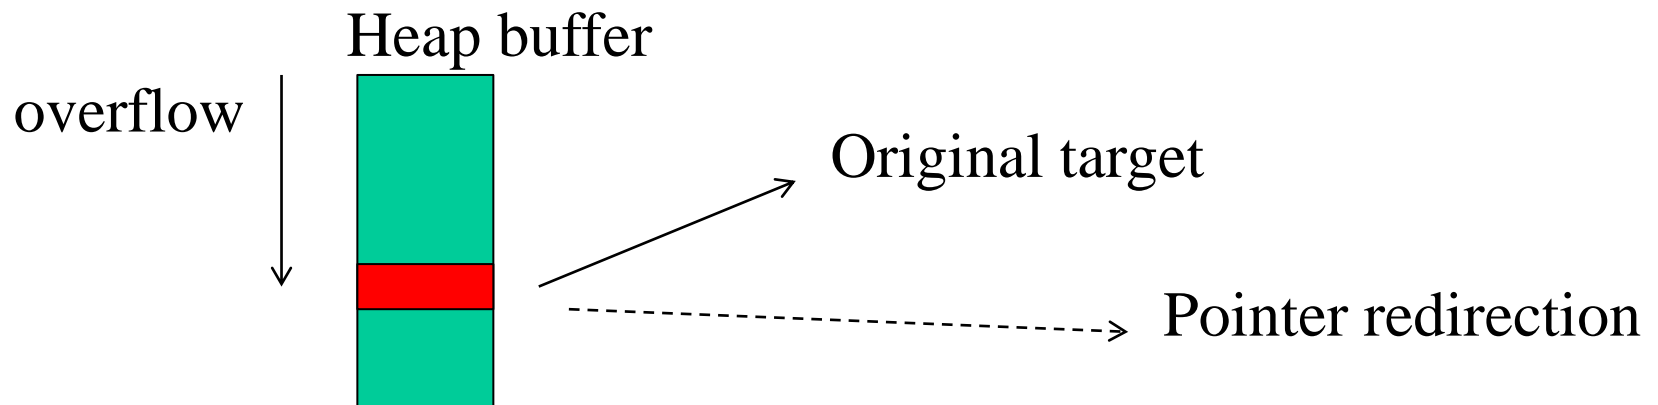 Heap buffer
overflow
Original target
Pointer redirection